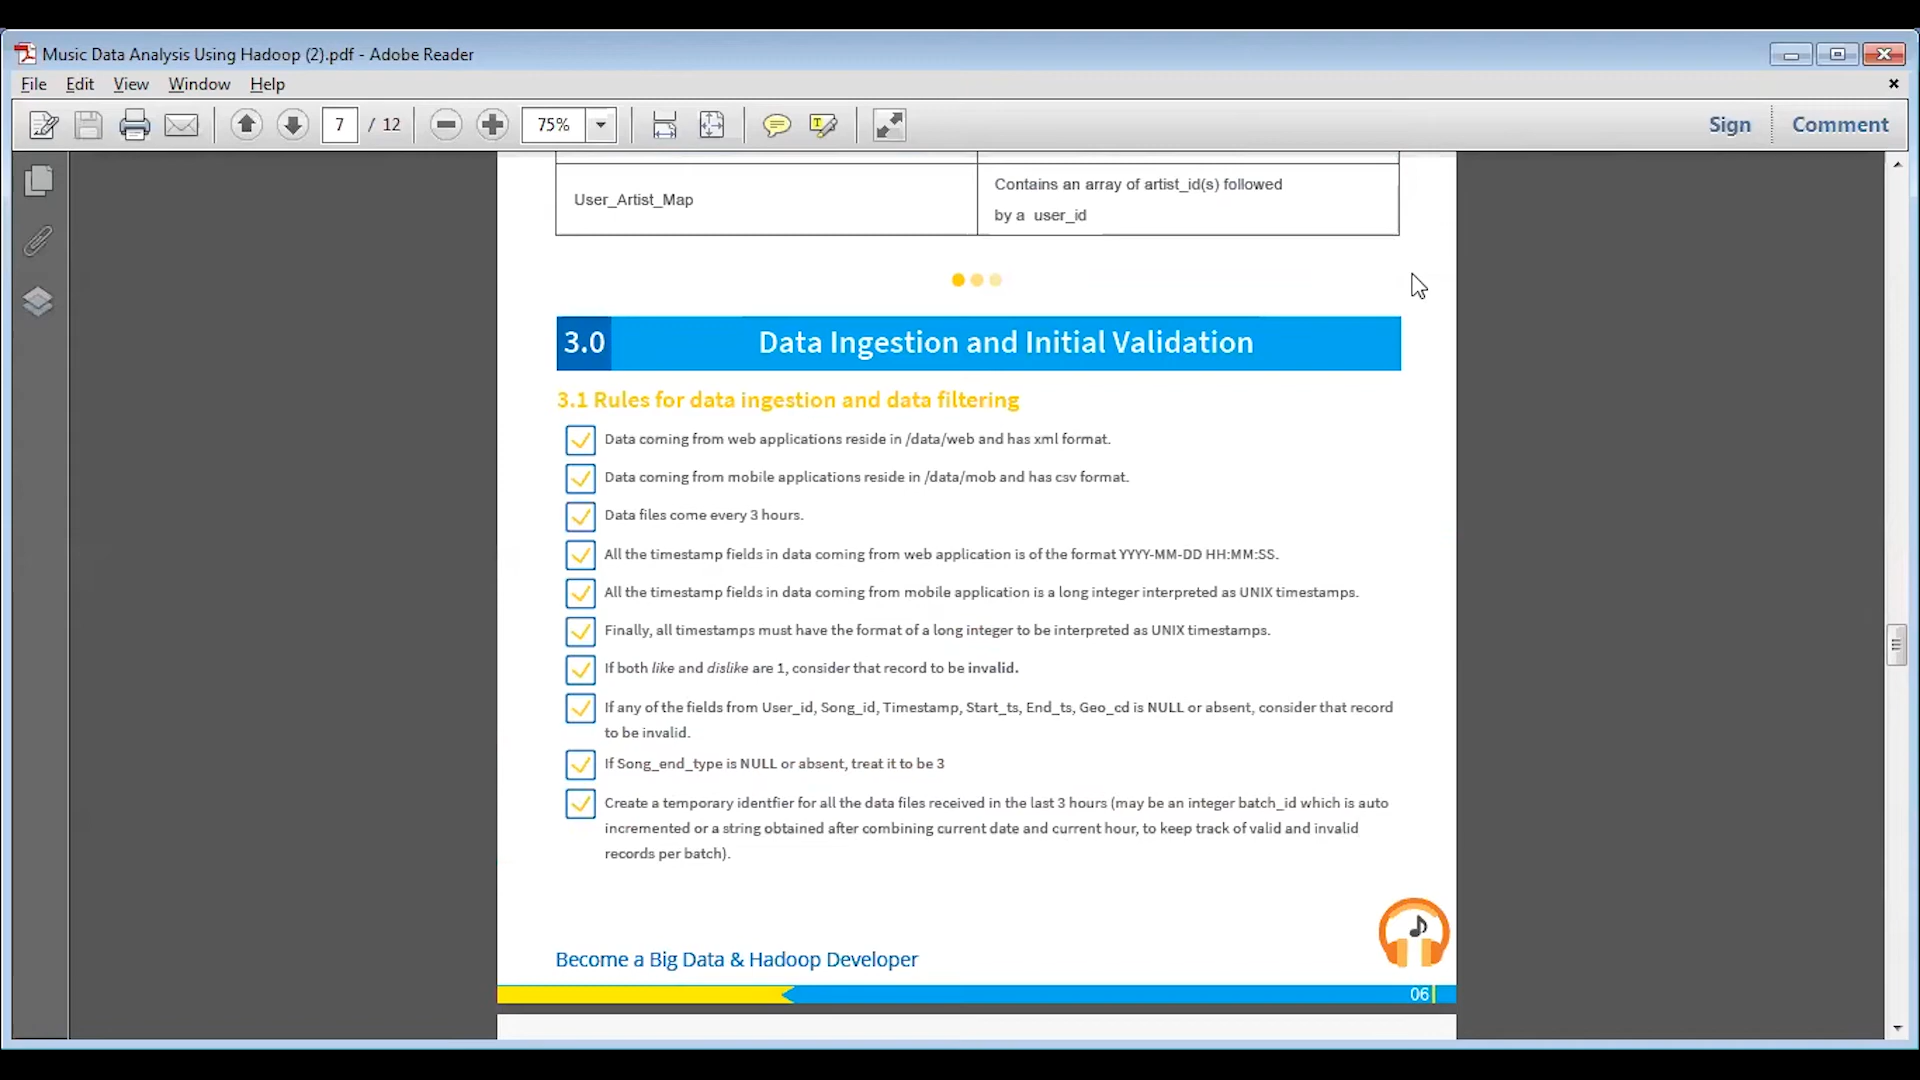 Music Data Analysis Using Hadoop (2).pdf - Adobe Reader
File Edit View Window Help
7 / 12 75% Sign Comment
User_Artist_Map
Contains an array of artist_id(s) followed
by a user_id
3.0 Data Ingestion and Initial Validation
3.1 Rules for data ingestion and data filtering
Data coming from web applications reside in /data/web and has xml format.
Data coming from mobile applications reside in /data/mob and has csv format.
Data files come every 3 hours.
All the timestamp fields in data coming from web application is of the format YYYY-MM-DD HH:MM:SS.
All the timestamp fields in data coming from mobile application is a long integer interpreted as UNIX timestamps.
Finally, all timestamps must have the format of a long integer to be interpreted as UNIX timestamps.
If both like and dislike are 1, consider that record to be invalid.
If any of the fields from User_id, Song_id, Timestamp, Start_ts, End_ts, Geo_cd is NULL or absent, consider that record
to be invalid.
If Song_end_type is NULL or absent, treat it to be 3
Create a temporary identfier for all the data files received in the last 3 hours (may be an integer batch_id which is auto
incremented or a string obtained after combining current date and current hour, to keep track of valid and invalid
records per batch).
Become a Big Data & Hadoop Developer
06